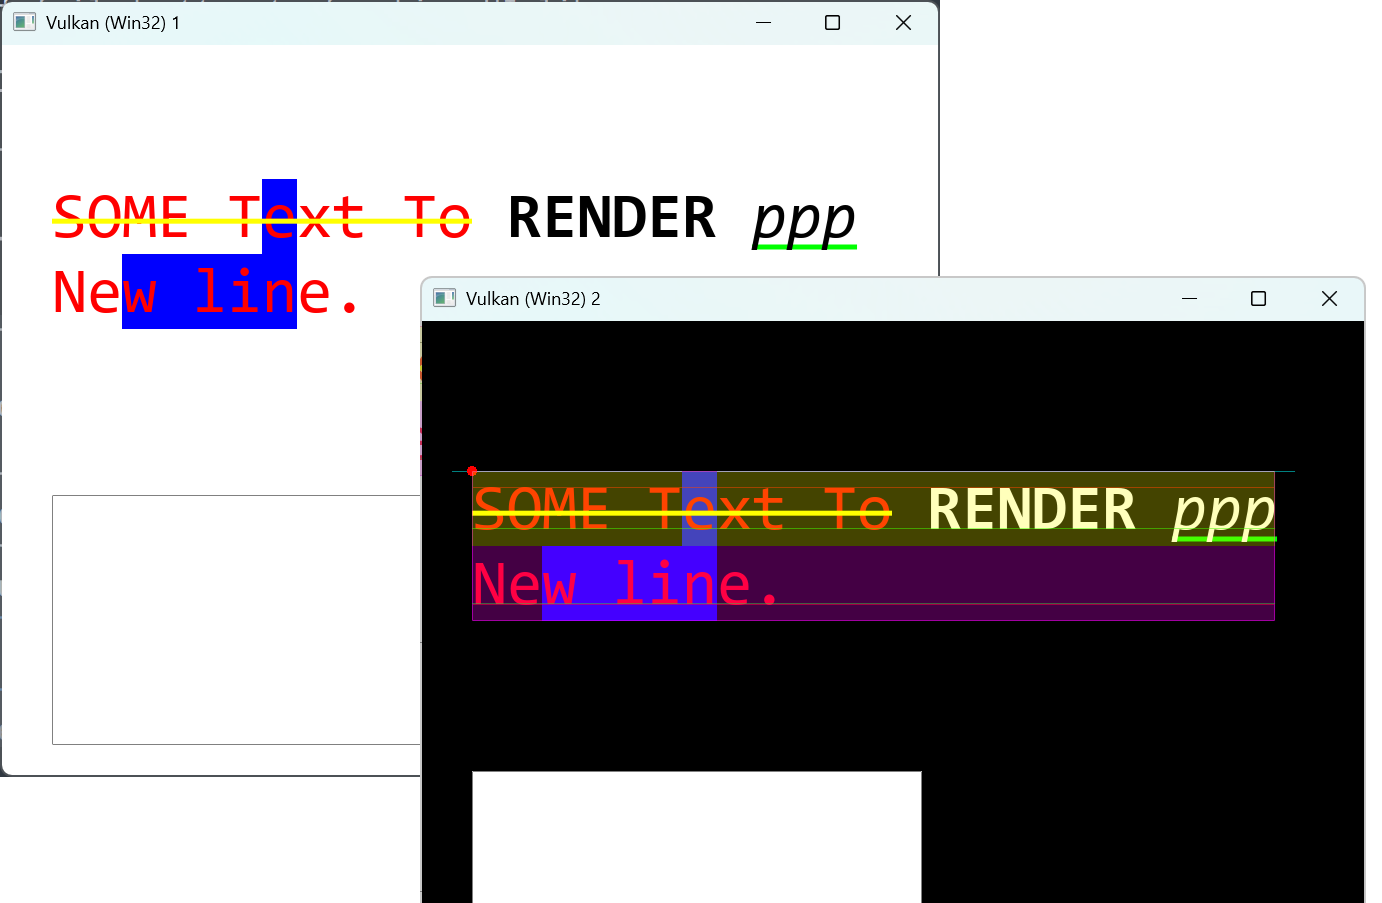 Vulkan (Win32) 1
SOME Text To RENDER ppp
New line.
Vulkan (Win32) 2
SOME Text To RENDER ppp
New line.